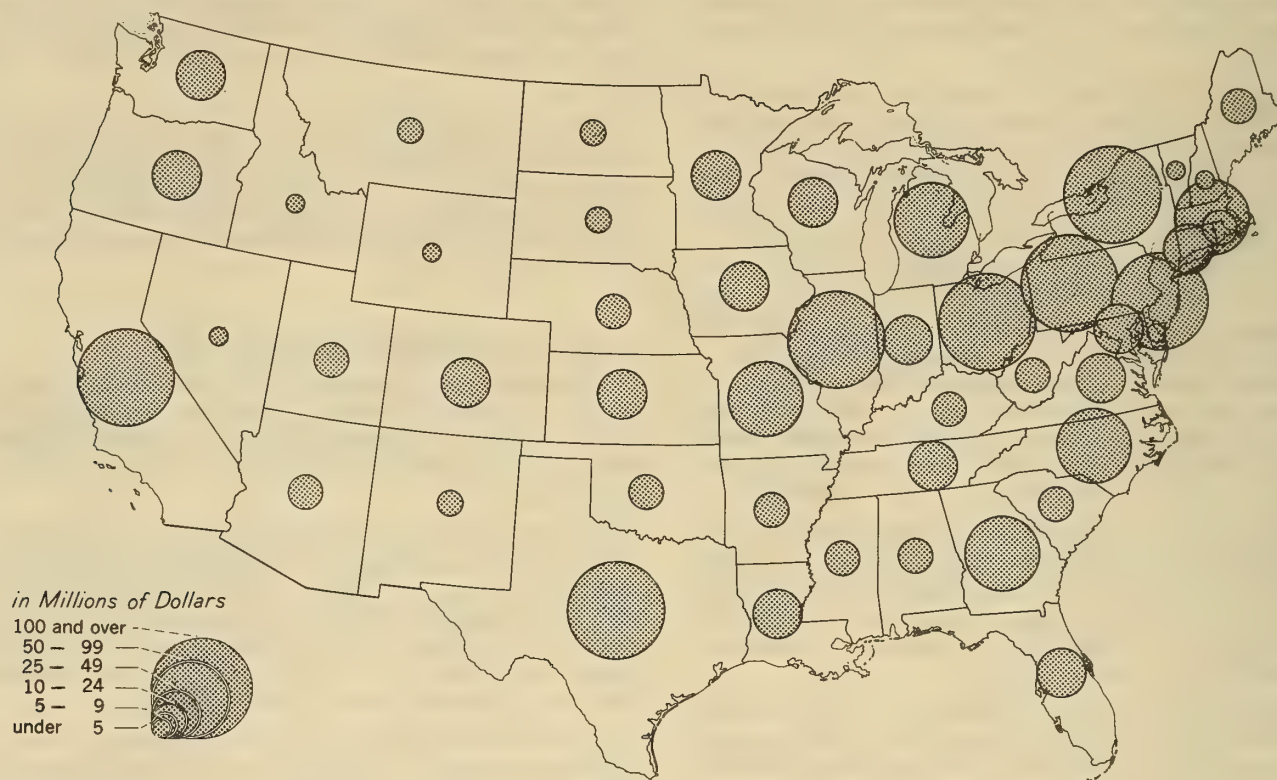 in Millions of Dollars
100 and over
50 – 99
25 – 49
10 – 24
5 – 9
under 5